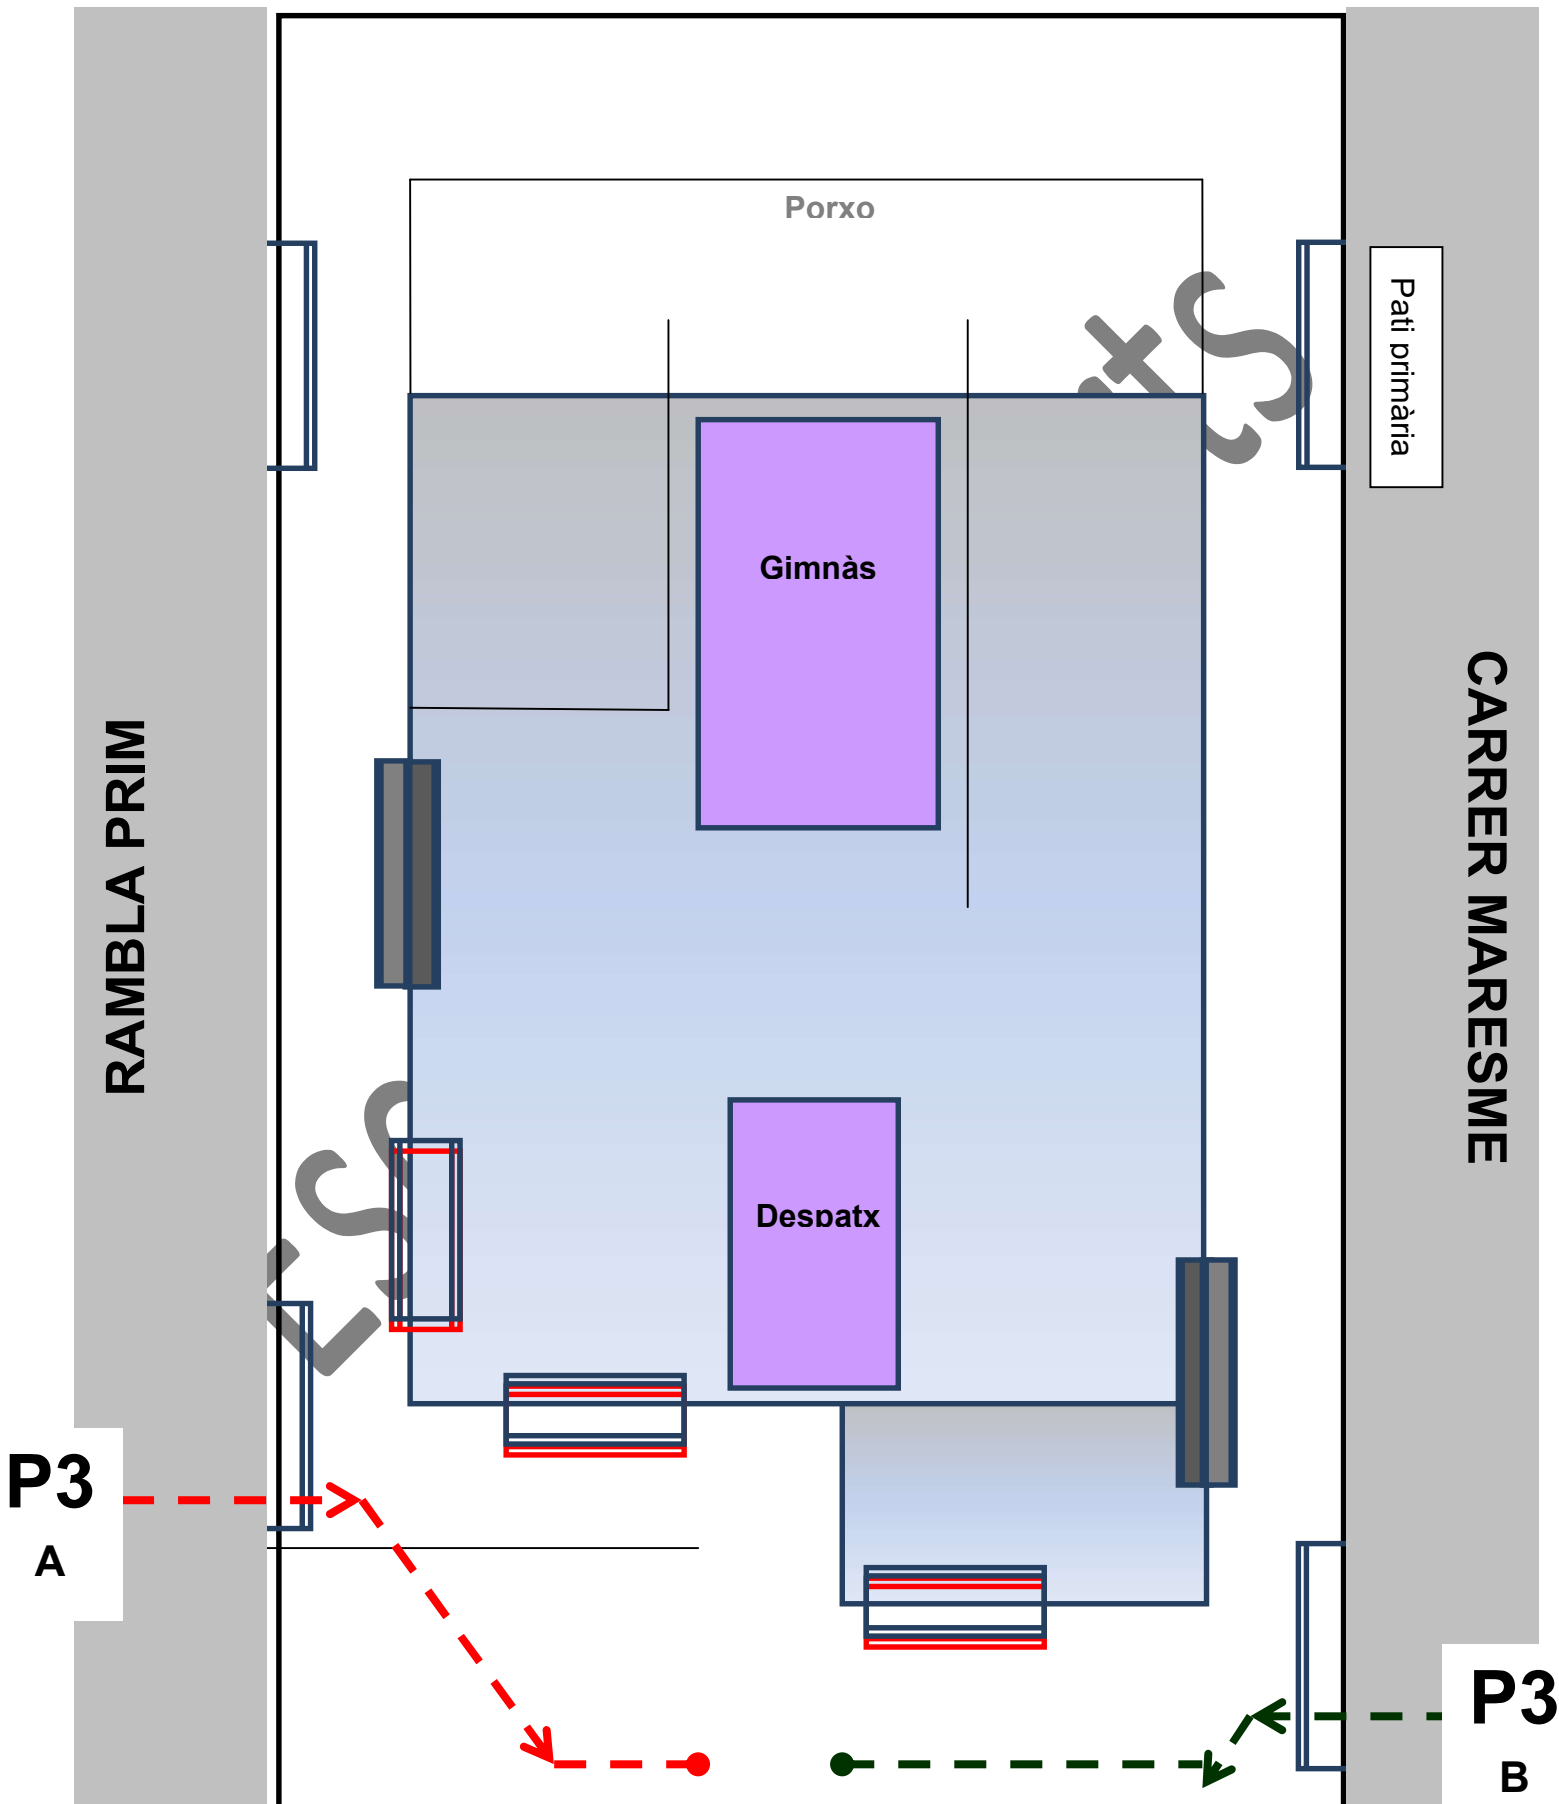 Porxo
Pati primària
Gimnàs
RAMBLA PRIM
CARRER MARESME
Despatx
P3
A
P3
B